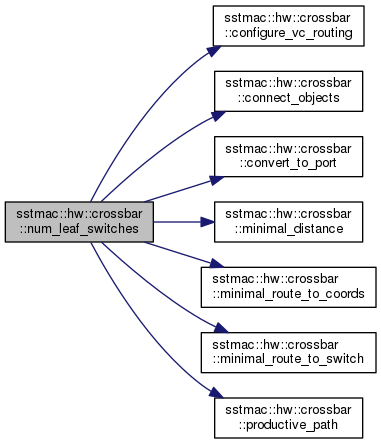 sstmac::hw::crossbar
::configure_vc_routing
sstmac::hw::crossbar
::connect_objects
sstmac::hw::crossbar
::convert_to_port
sstmac::hw::crossbar
::num_leaf_switches
sstmac::hw::crossbar
::minimal_distance
sstmac::hw::crossbar
::minimal_route_to_coords
sstmac::hw::crossbar
::minimal_route_to_switch
sstmac::hw::crossbar
::productive_path